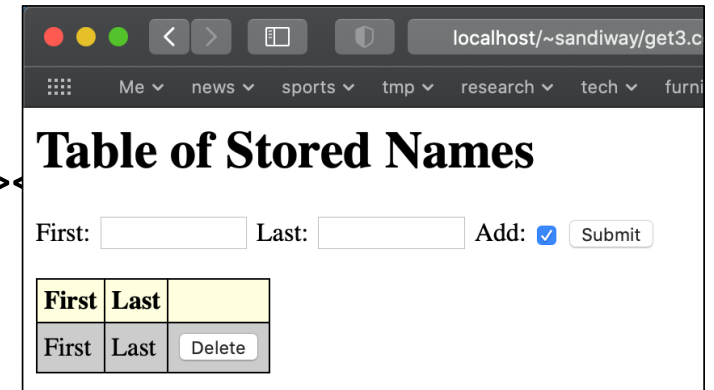 localhost/~sandiway/get3.c
Me news sports tmp research tech furni
Table of Stored Names
><
First: Last: Add: Submit
First Last
First Last Delete